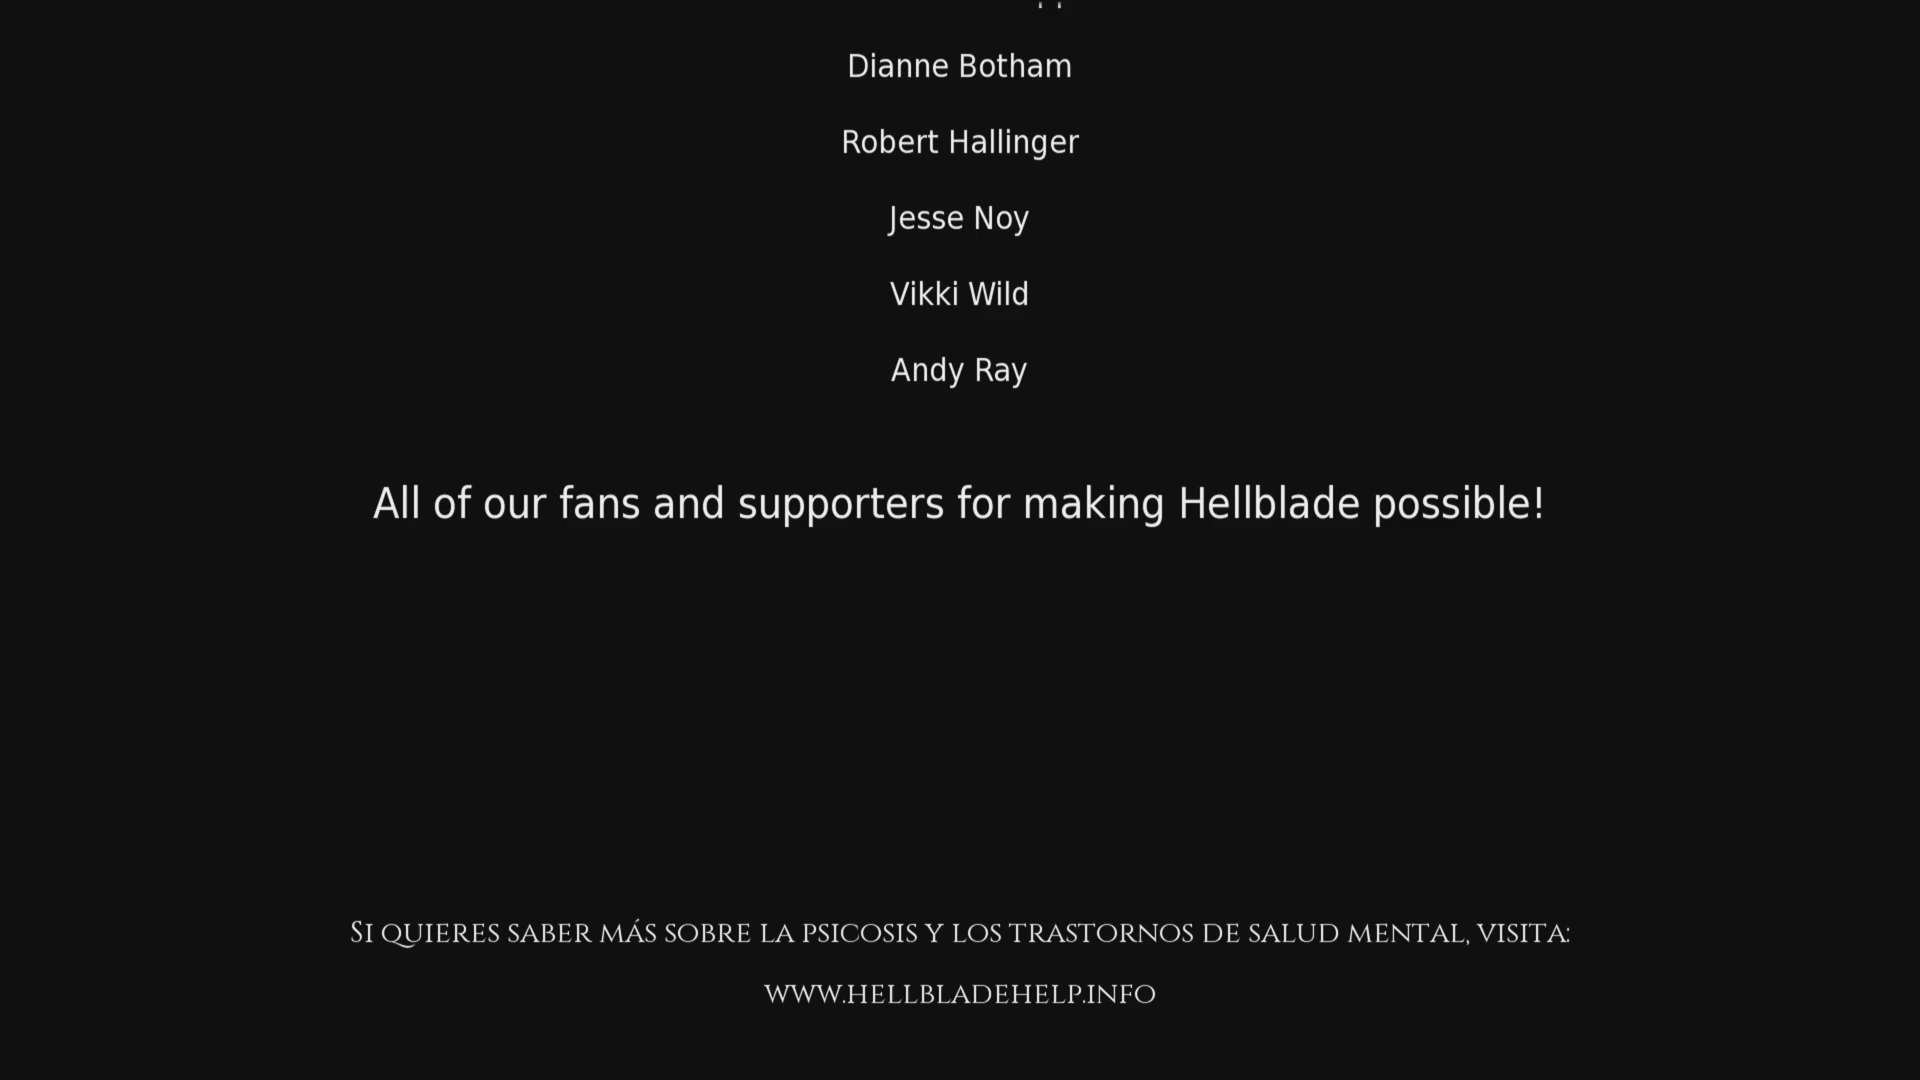 Dianne Botham
Robert Hallinger
Jesse Noy
Vikki Wild
Andy Ray
All of our fans and supporters for making Hellblade possible!
Si quieres saber más sobre la psicosis y los trastornos de salud mental, visita:
www.hellbladehelp.info